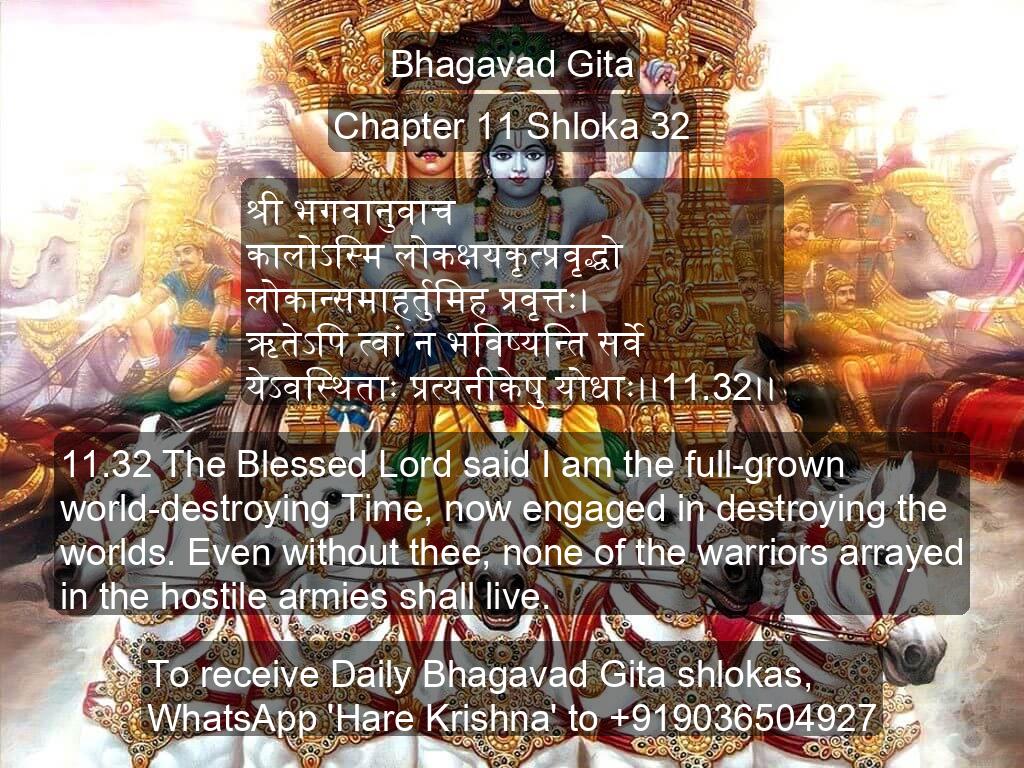 Bhagavad Gita
Chapter 11 Shloka 32
श्री भगवानुवाच
कालोऽस्मि लोकक्षयकृत्प्रवृद्धो
लोकान्समाहर्तुमिह प्रवृत्तः।
ऋतेऽपि त्वां न भविष्यन्ति सर्वे
येऽवस्थिताः प्रत्यनीकेषु योधाः।।11.32।।
11.32 The Blessed Lord said I am the full-grown
world-destroying Time, now engaged in destroying the
worlds. Even without thee, none of the warriors arrayed
in the hostile armies shall live.
To receive Daily Bhagavad Gita shlokas,
WhatsApp 'Hare Krishna' to +919036504927